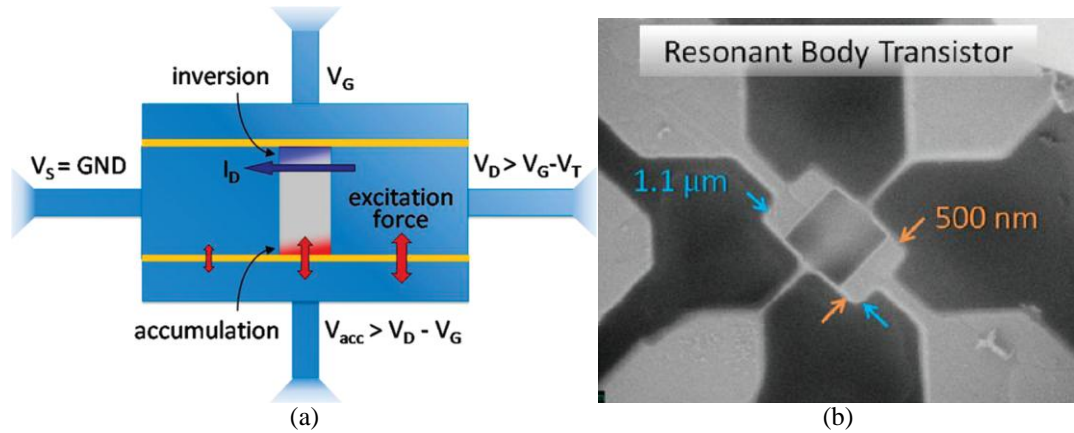 inversion
V_G
V_S = GND
I_D
V_D > V_G-V_T
excitation
force
accumulation
V_acc > V_D - V_G
(a)
Resonant Body Transistor
1.1 µm
500 nm
(b)